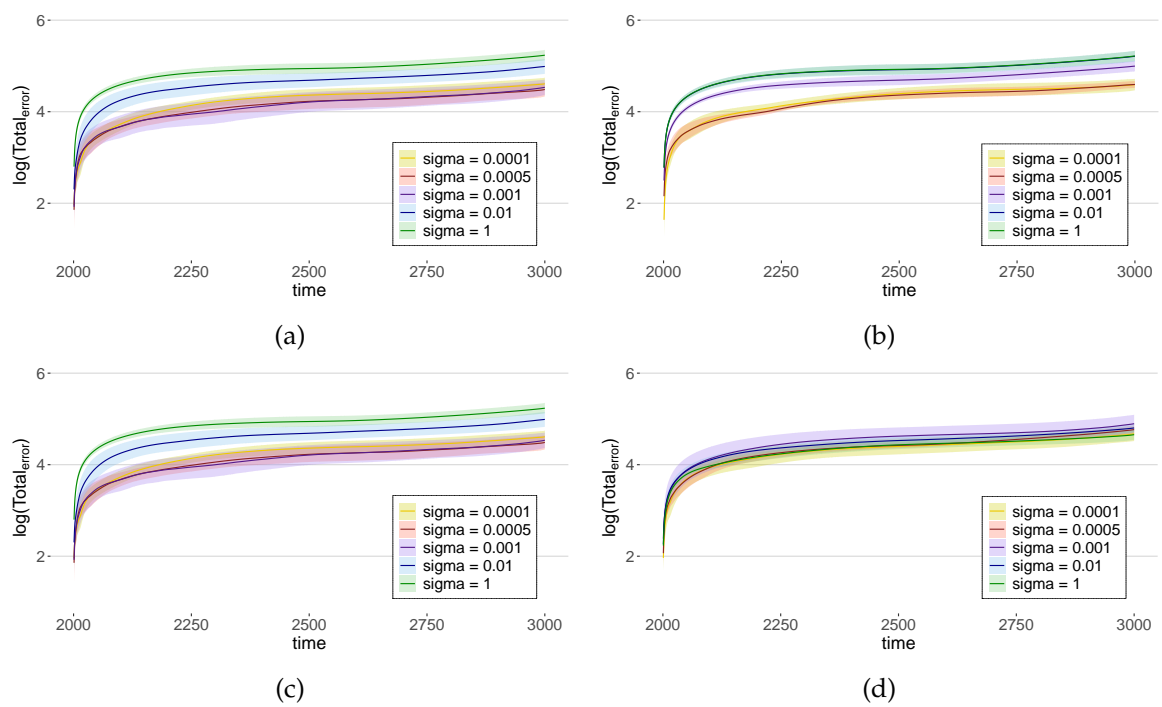 6
4
2
log(Total_error)
sigma = 0.0001
sigma = 0.0005
sigma = 0.001
sigma = 0.01
sigma = 1
2000 2250 2500 2750 3000
time
(a)
6
4
2
log(Total_error)
sigma = 0.0001
sigma = 0.0005
sigma = 0.001
sigma = 0.01
sigma = 1
2000 2250 2500 2750 3000
time
(b)
6
4
2
log(Total_error)
sigma = 0.0001
sigma = 0.0005
sigma = 0.001
sigma = 0.01
sigma = 1
2000 2250 2500 2750 3000
time
(c)
6
4
2
log(Total_error)
sigma = 0.0001
sigma = 0.0005
sigma = 0.001
sigma = 0.01
sigma = 1
2000 2250 2500 2750 3000
time
(d)